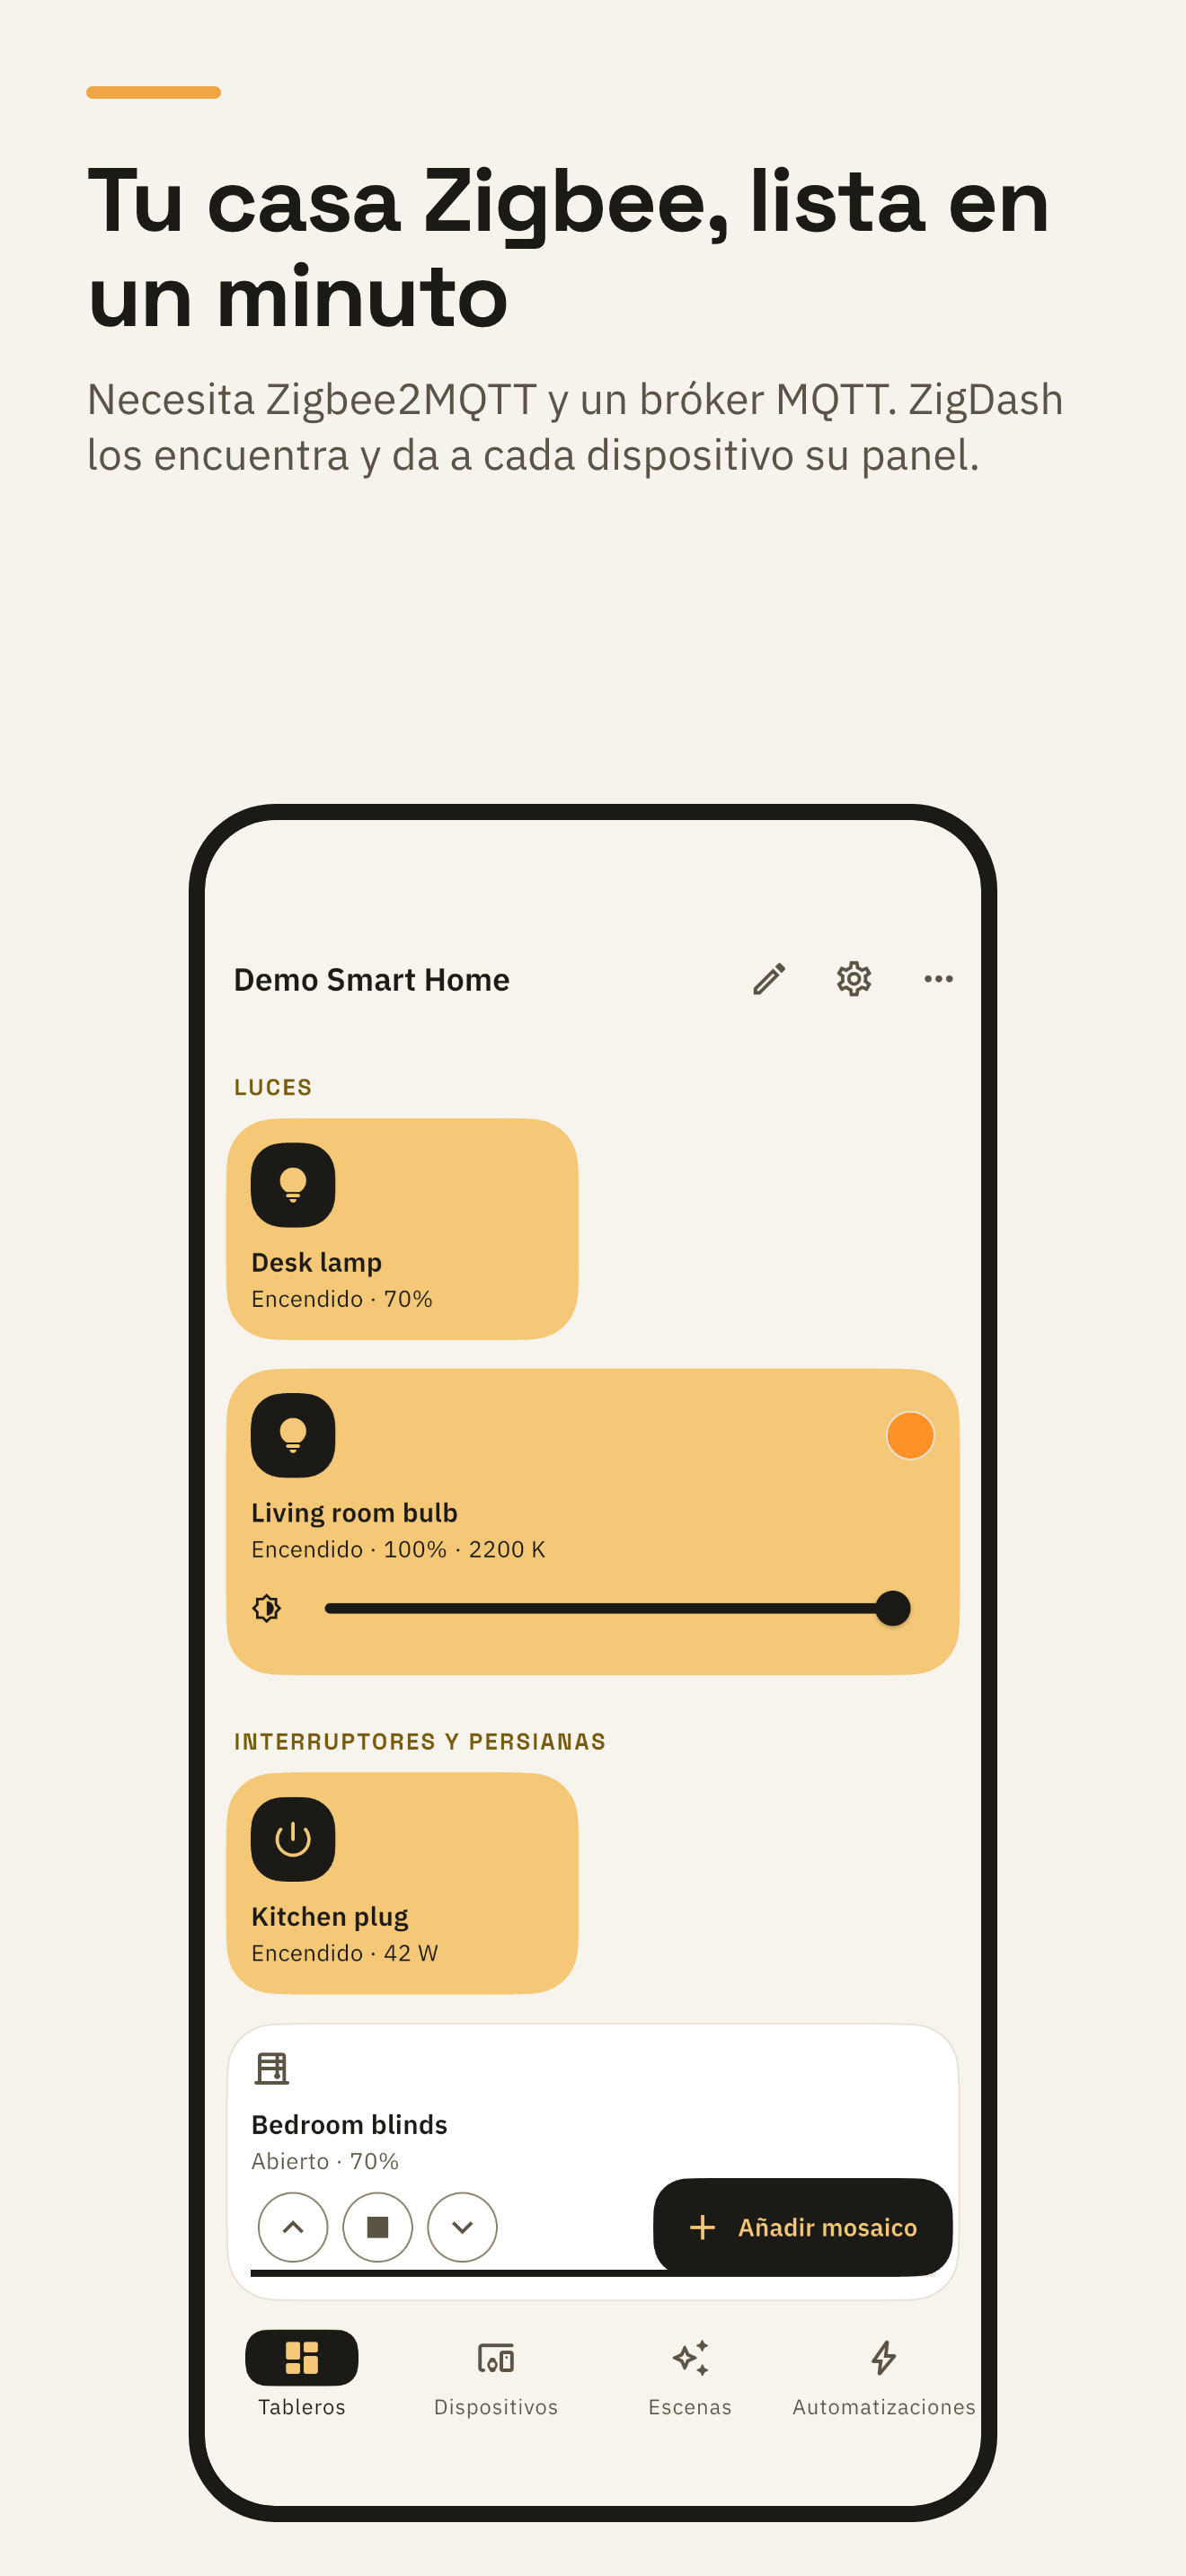 Tu casa Zigbee, lista en
un minuto
Necesita Zigbee2MQTT y un bróker MQTT. ZigDash
los encuentra y da a cada dispositivo su panel.
Demo Smart Home
LUCES
Desk lamp
Encendido · 70%
Living room bulb
Encendido · 100% · 2200 K
INTERRUPTORES Y PERSIANAS
Kitchen plug
Encendido · 42 W
Bedroom blinds
Abierto · 70%
Añadir mosaico
Tableros
Dispositivos
Escenas
Automatizaciones